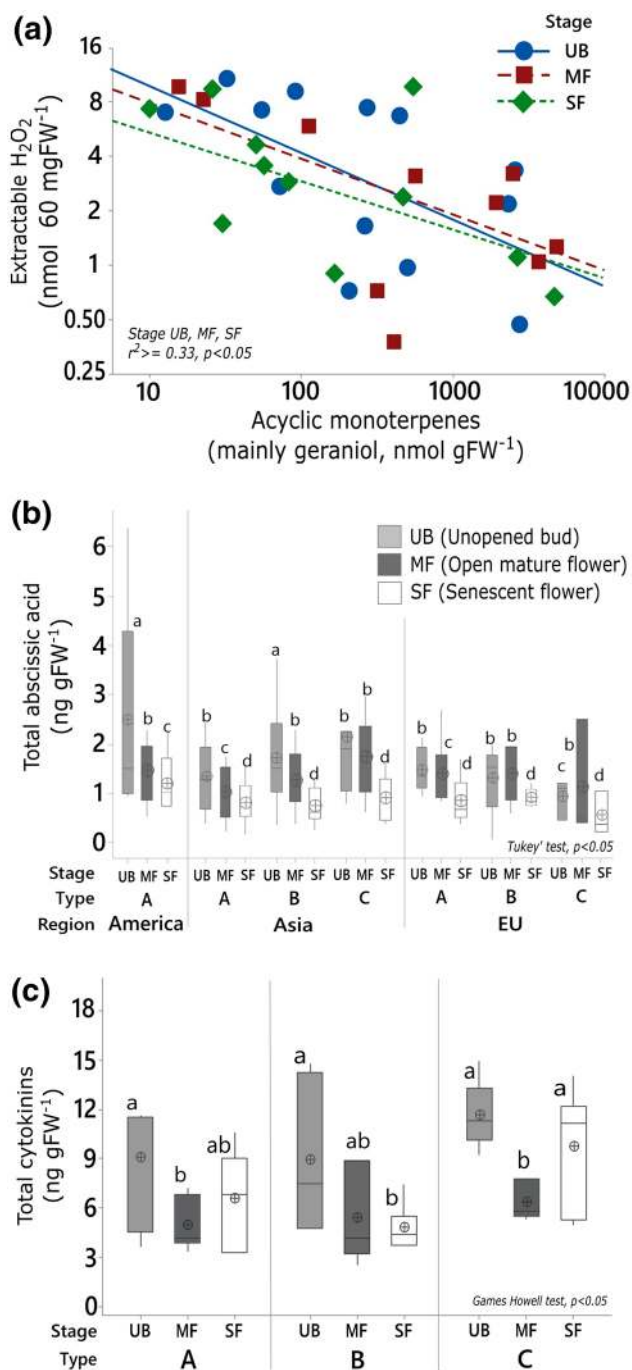 (a)
Stage
UB
MF
SF
Extractable H₂O₂
(nmol 60 mgFW⁻¹)
16
8
4
2
1
0.50
0.25
Stage UB, MF, SF
r²>= 0.33, p<0.05
10 100 1000 10000
Acyclic monoterpenes
(mainly geraniol, nmol gFW⁻¹)
(b)
UB (Unopened bud)
MF (Open mature flower)
SF (Senescent flower)
Total abscissic acid
(ng gFW⁻¹)
6
5
4
3
2
1
0
a b c b c d a b d b b d b c d b b d c b d
Tukey' test, p<0.05
Stage UB MF SF UB MF SF UB MF SF UB MF SF UB MF SF UB MF SF UB MF SF
Type A A B C A B C
Region America Asia EU
(c)
Total cytokinins
(ng gFW⁻¹)
18
15
12
9
6
3
0
a b ab a ab b a b a
Games Howell test, p<0.05
Stage UB MF SF UB MF SF UB MF SF
Type A B C